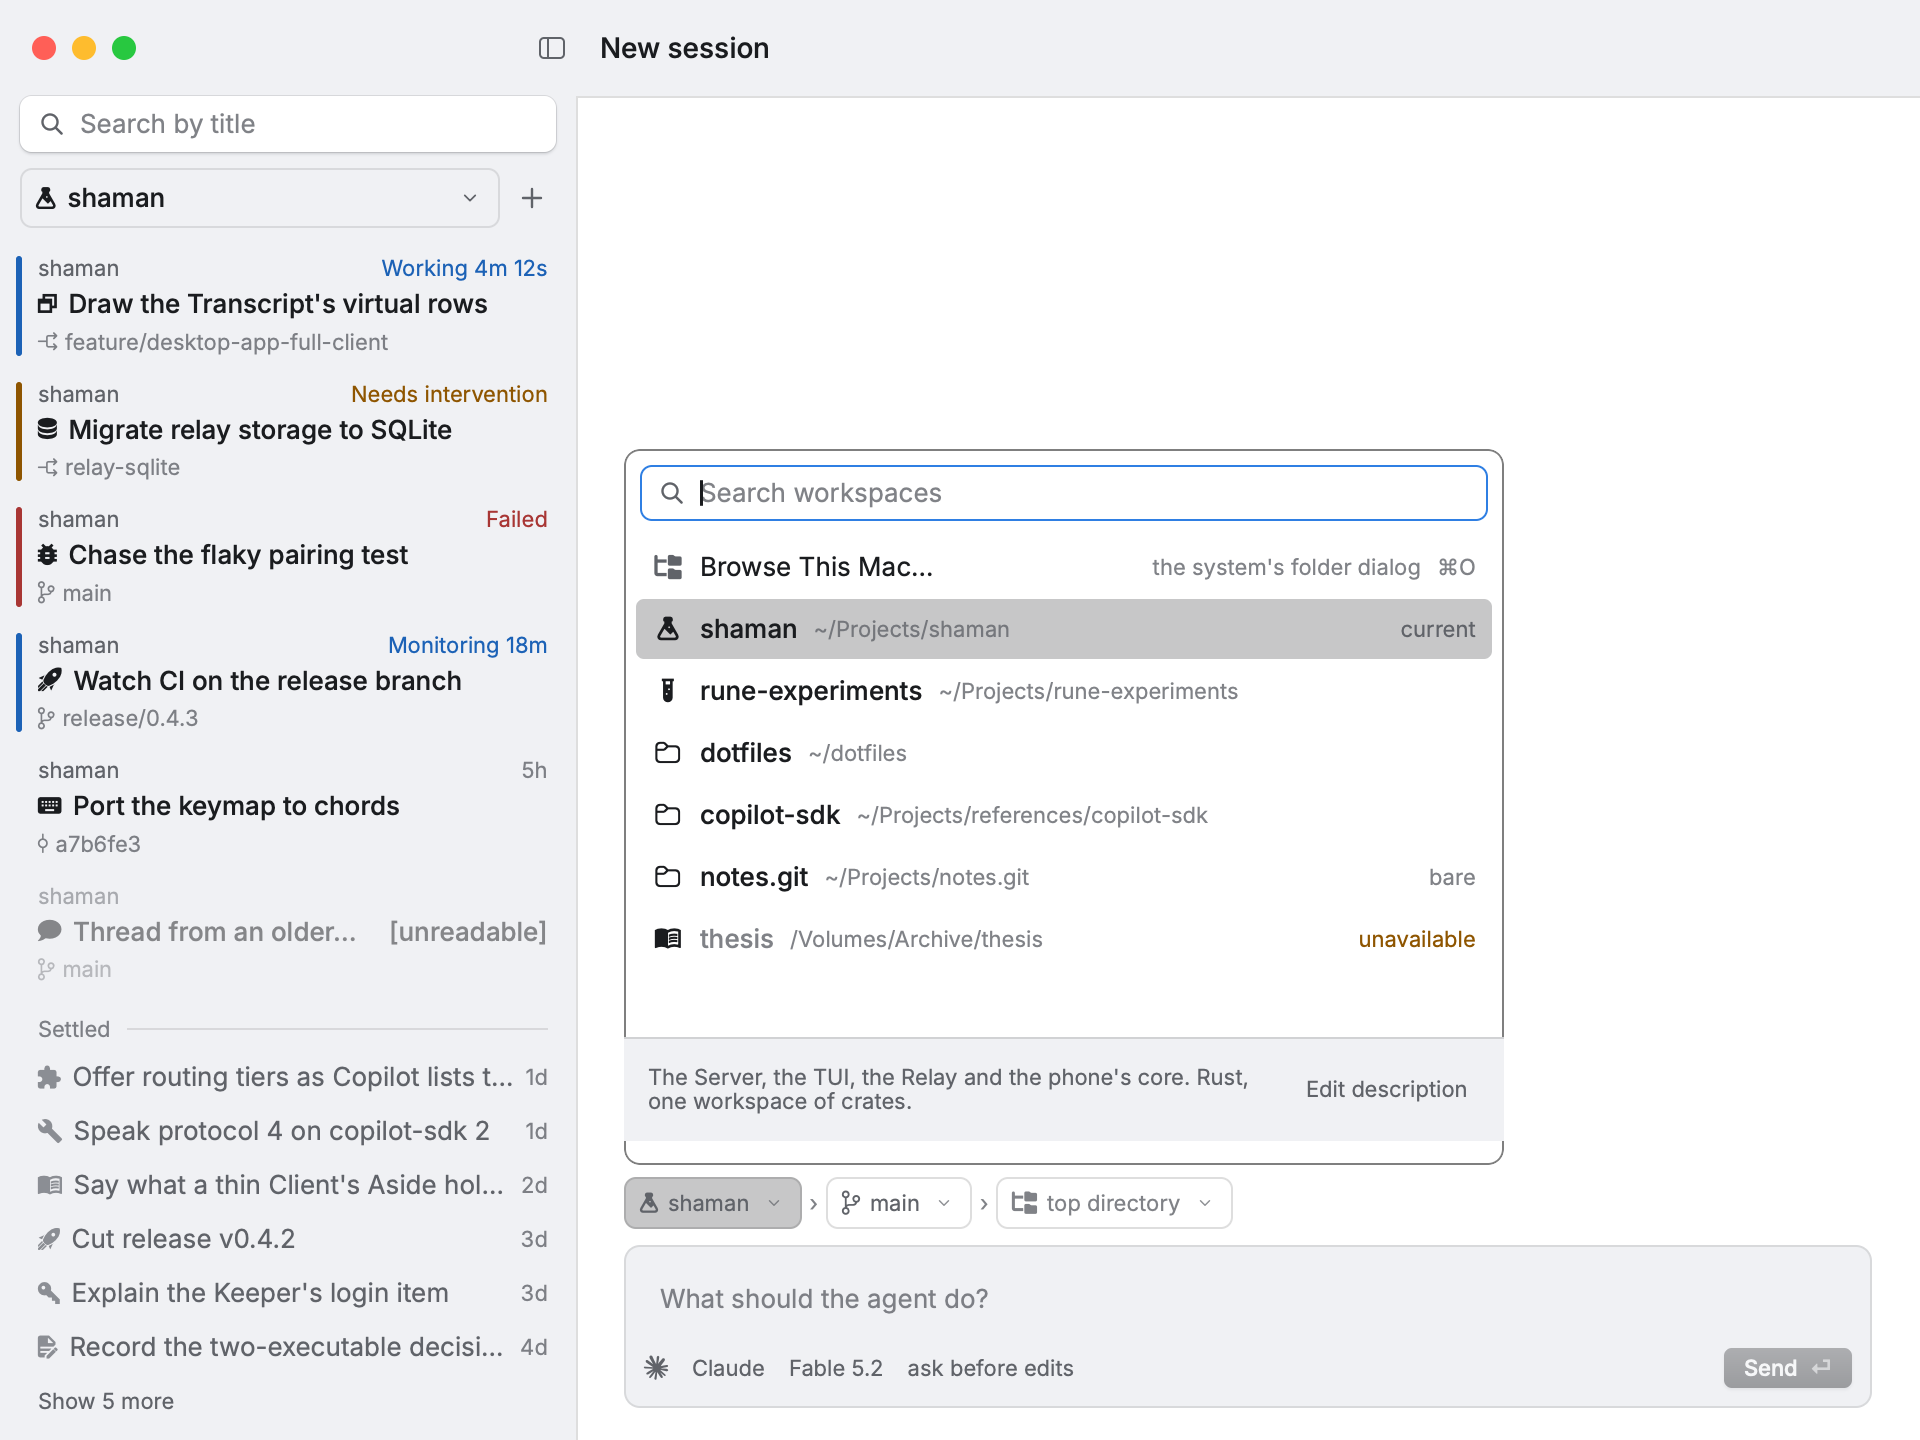 New session
Search by title
shaman
shaman Working 4m 12s
Draw the Transcript's virtual rows
feature/desktop-app-full-client
shaman Needs intervention
Migrate relay storage to SQLite
relay-sqlite
shaman Failed
Chase the flaky pairing test
main
shaman Monitoring 18m
Watch CI on the release branch
release/0.4.3
shaman 5h
Port the keymap to chords
a7b6fe3
shaman
Thread from an older... [unreadable]
main
Settled
Offer routing tiers as Copilot lists t... 1d
Speak protocol 4 on copilot-sdk 2 1d
Say what a thin Client's Aside hol... 2d
Cut release v0.4.2 3d
Explain the Keeper's login item 3d
Record the two-executable decisi... 4d
Show 5 more
Search workspaces
Browse This Mac... the system's folder dialog ⌘O
shaman ~/Projects/shaman current
rune-experiments ~/Projects/rune-experiments
dotfiles ~/dotfiles
copilot-sdk ~/Projects/references/copilot-sdk
notes.git ~/Projects/notes.git bare
thesis /Volumes/Archive/thesis unavailable
The Server, the TUI, the Relay and the phone's core. Rust,
one workspace of crates.
Edit description
shaman › main › top directory
What should the agent do?
Claude Fable 5.2 ask before edits
Send